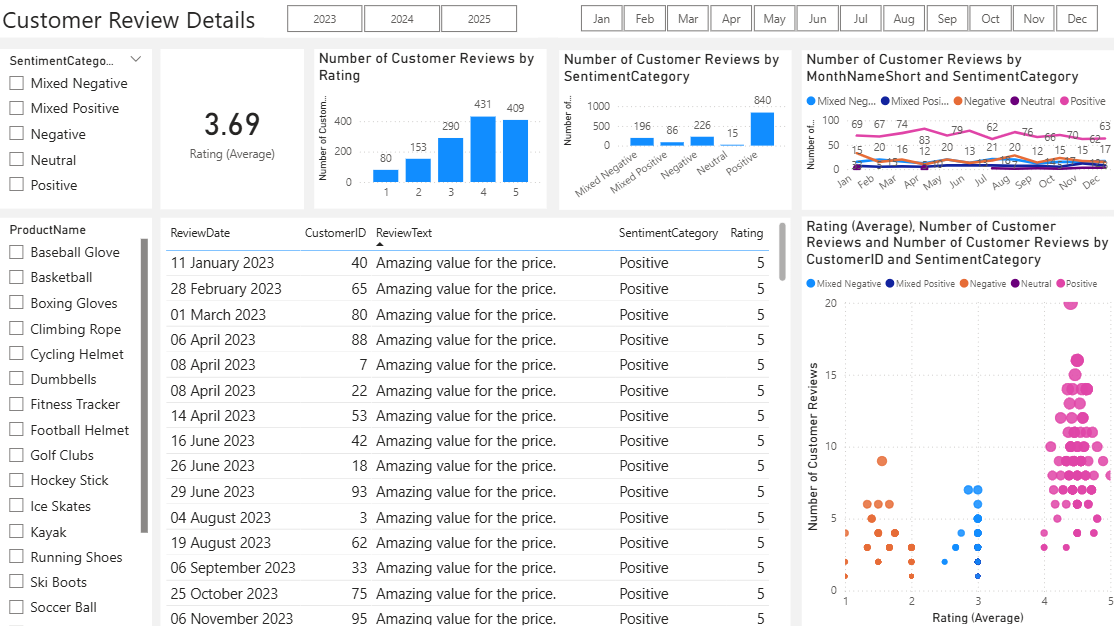 Customer Review Details
2023 2024 2025
Jan Feb Mar Apr May Jun Jul Aug Sep Oct Nov Dec
SentimentCatego...
Mixed Negative
Mixed Positive
Negative
Neutral
Positive
3.69
Rating (Average)
Number of Customer Reviews by
Rating
Number of Custom...
400
200
0
80 153 290 431 409
1 2 3 4 5
Number of Customer Reviews by
SentimentCategory
Number of...
1000
500
0
196 86 226 15 840
Mixed Negative Mixed Positive Negative Neutral Positive
Number of Customer Reviews by
MonthNameShort and SentimentCategory
Mixed Neg... Mixed Posi... Negative Neutral Positive
Number of...
100
50
0
69 67 74 83 79 62 76 66 70 62 63
15 20 16 12 20 13 21 20 12 15 15 17
Jan Feb Mar Apr May Jun Jul Aug Sep Oct Nov Dec
ProductName
Baseball Glove
Basketball
Boxing Gloves
Climbing Rope
Cycling Helmet
Dumbbells
Fitness Tracker
Football Helmet
Golf Clubs
Hockey Stick
Ice Skates
Kayak
Running Shoes
Ski Boots
Soccer Ball
ReviewDate CustomerID ReviewText SentimentCategory Rating
11 January 2023 40 Amazing value for the price. Positive 5
28 February 2023 65 Amazing value for the price. Positive 5
01 March 2023 80 Amazing value for the price. Positive 5
06 April 2023 88 Amazing value for the price. Positive 5
08 April 2023 7 Amazing value for the price. Positive 5
08 April 2023 22 Amazing value for the price. Positive 5
14 April 2023 53 Amazing value for the price. Positive 5
16 June 2023 42 Amazing value for the price. Positive 5
26 June 2023 18 Amazing value for the price. Positive 5
29 June 2023 93 Amazing value for the price. Positive 5
04 August 2023 3 Amazing value for the price. Positive 5
19 August 2023 62 Amazing value for the price. Positive 5
06 September 2023 33 Amazing value for the price. Positive 5
25 October 2023 75 Amazing value for the price. Positive 5
06 November 2023 95 Amazing value for the price. Positive 5
Rating (Average), Number of Customer
Reviews and Number of Customer Reviews by
CustomerID and SentimentCategory
Mixed Negative Mixed Positive Negative Neutral Positive
Number of Customer Reviews
20
15
10
5
0
1 2 3 4 5
Rating (Average)